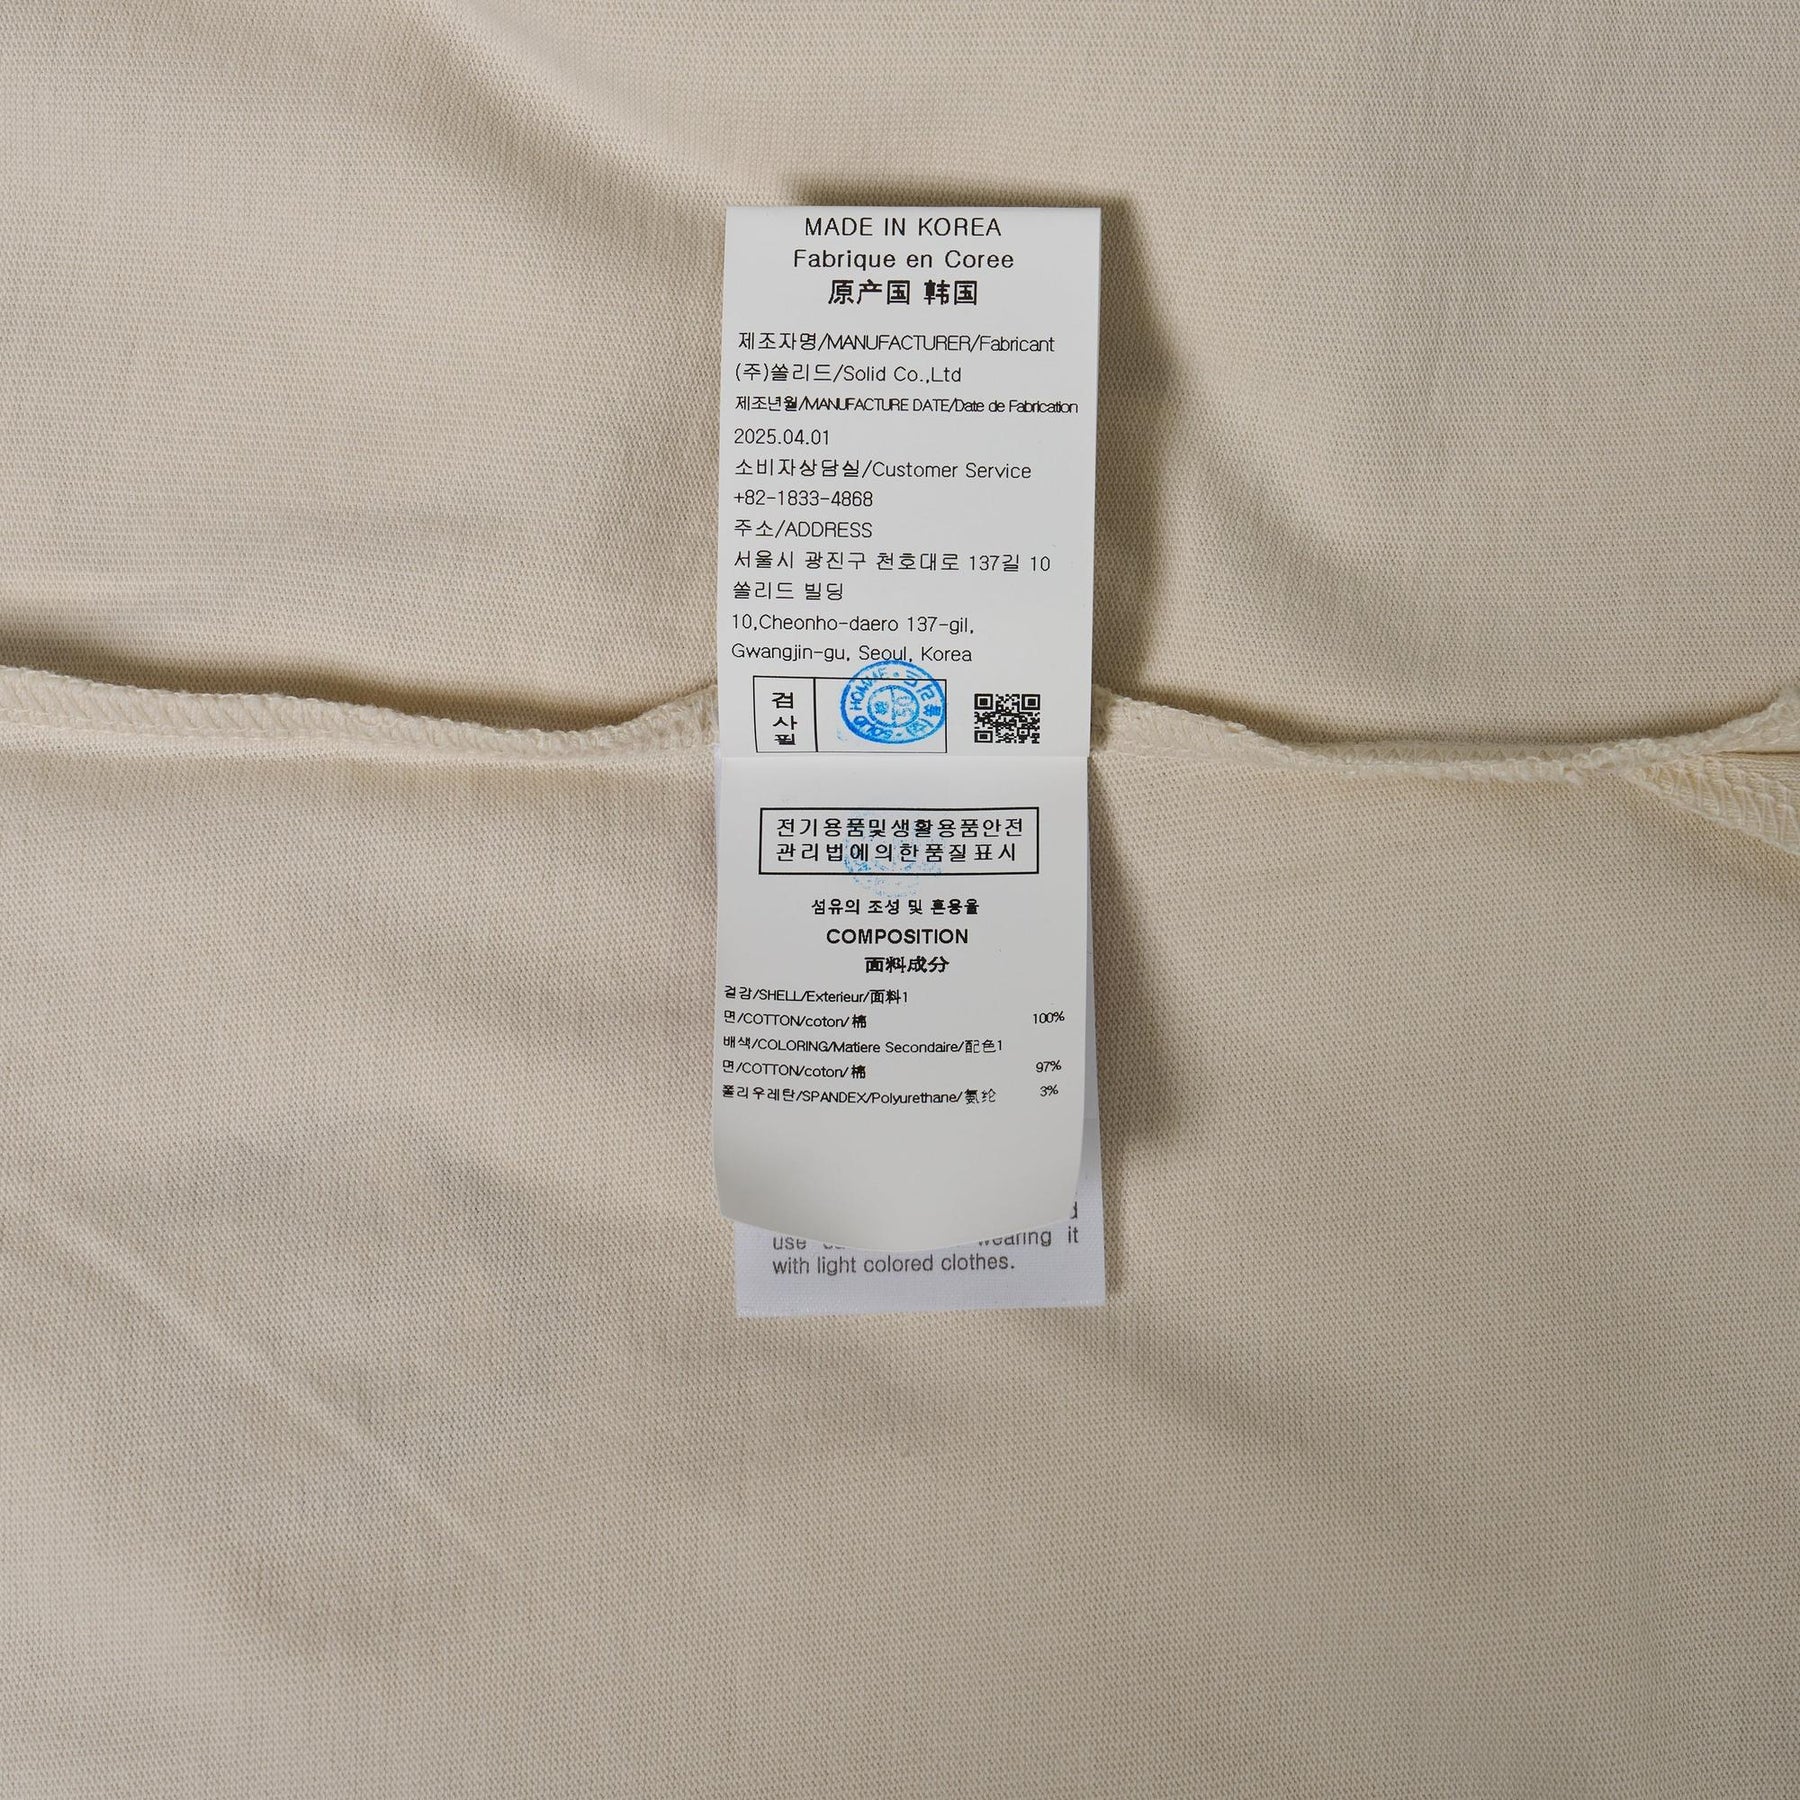 MADE IN KOREA
Fabrique en Coree
原产国 韩国
제조자명/MANUFACTURER/Fabricant
(주)쏠리드/Solid Co.,Ltd
제조년월/MANUFACTURE DATE/Date de Fabrication
2025.04.01
소비자상담실/Customer Service
+82-1833-4868
주소/ADDRESS
서울시 광진구 천호대로 137길 10
쏠리드 빌딩
10,Cheonho-daero 137-gil,
Gwangjin-gu, Seoul, Korea
검
사
필
SOLID HOMME
전기용품및생활용품안전
관리법에의한품질표시
섬유의 조성 및 혼용율
COMPOSITION
面料成分
겉감/SHELL/Exterieur/面料1
면/COTTON/coton/棉 100%
배색/COLORING/Matiere Secondaire/配色1
면/COTTON/coton/棉 97%
폴리우레탄/SPANDEX/Polyurethane/氨纶 3%
use wearing it
with light colored clothes.